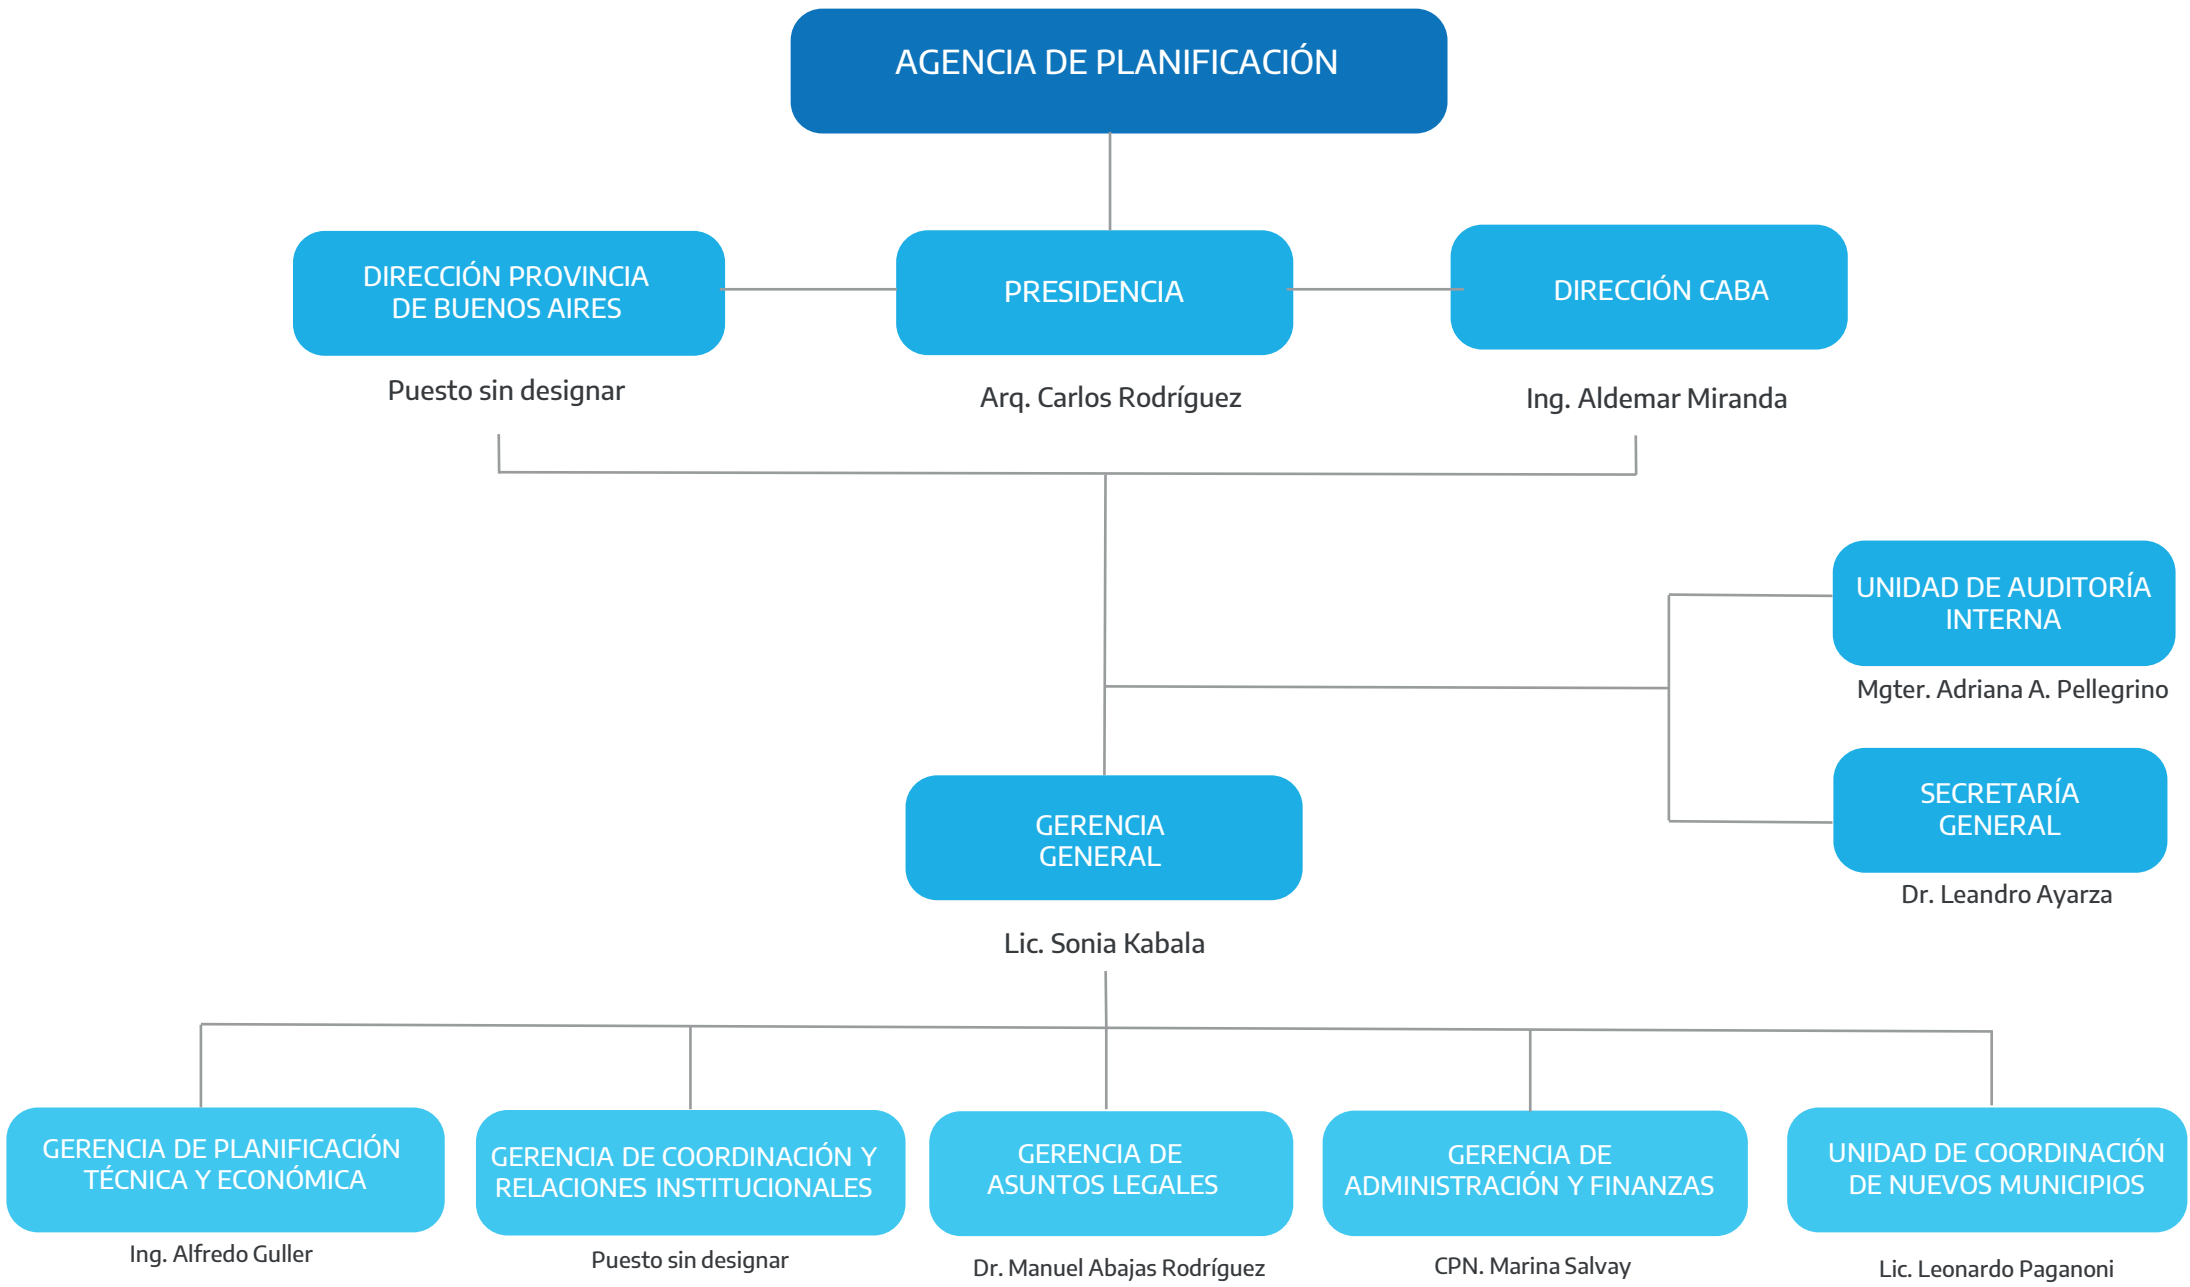 AGENCIA DE PLANIFICACIÓN
DIRECCIÓN PROVINCIA
DE BUENOS AIRES
Puesto sin designar
PRESIDENCIA
Arq. Carlos Rodríguez
DIRECCIÓN CABA
Ing. Aldemar Miranda
UNIDAD DE AUDITORÍA
INTERNA
Mgter. Adriana A. Pellegrino
SECRETARÍA
GENERAL
Dr. Leandro Ayarza
GERENCIA
GENERAL
Lic. Sonia Kabala
GERENCIA DE PLANIFICACIÓN
TÉCNICA Y ECONÓMICA
Ing. Alfredo Guller
GERENCIA DE COORDINACIÓN Y
RELACIONES INSTITUCIONALES
Puesto sin designar
GERENCIA DE
ASUNTOS LEGALES
Dr. Manuel Abajas Rodríguez
GERENCIA DE
ADMINISTRACIÓN Y FINANZAS
CPN. Marina Salvay
UNIDAD DE COORDINACIÓN
DE NUEVOS MUNICIPIOS
Lic. Leonardo Paganoni